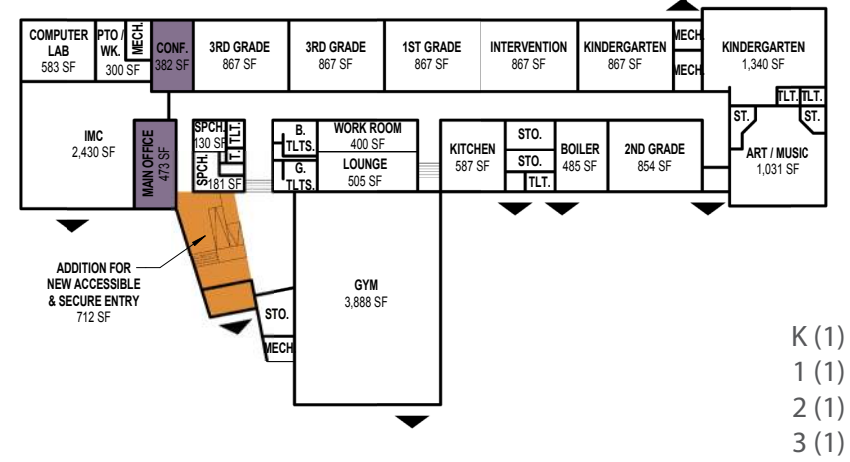 COMPUTER
LAB
583 SF
PTO /
WK.
300 SF
MECH.
CONF.
382 SF
3RD GRADE
867 SF
3RD GRADE
867 SF
1ST GRADE
867 SF
INTERVENTION
867 SF
KINDERGARTEN
867 SF
MECH.
MECH.
KINDERGARTEN
1,340 SF
TLT.
TLT.
ST.
ST.
ART / MUSIC
1,031 SF
IMC
2,430 SF
MAIN OFFICE
473 SF
SPCH.
130 SF
TLT.
T.
SPCH.
181 SF
B.
TLTS.
G.
TLTS.
WORK ROOM
400 SF
LOUNGE
505 SF
KITCHEN
587 SF
STO.
STO.
TLT.
BOILER
485 SF
2ND GRADE
854 SF
ADDITION FOR
NEW ACCESSIBLE
& SECURE ENTRY
712 SF
STO.
MECH.
GYM
3,888 SF
K (1)
1 (1)
2 (1)
3 (1)